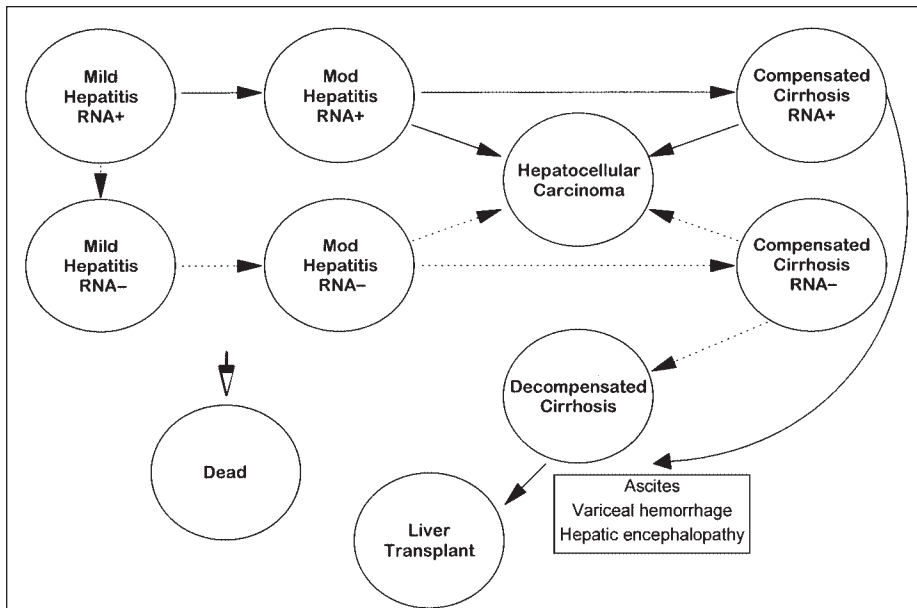 Mild
Hepatitis
RNA+
Mod
Hepatitis
RNA+
Compensated
Cirrhosis
RNA+
Hepatocellular
Carcinoma
Mild
Hepatitis
RNA–
Mod
Hepatitis
RNA–
Compensated
Cirrhosis
RNA–
Decompensated
Cirrhosis
Dead
Ascites
Variceal hemorrhage
Hepatic encephalopathy
Liver
Transplant